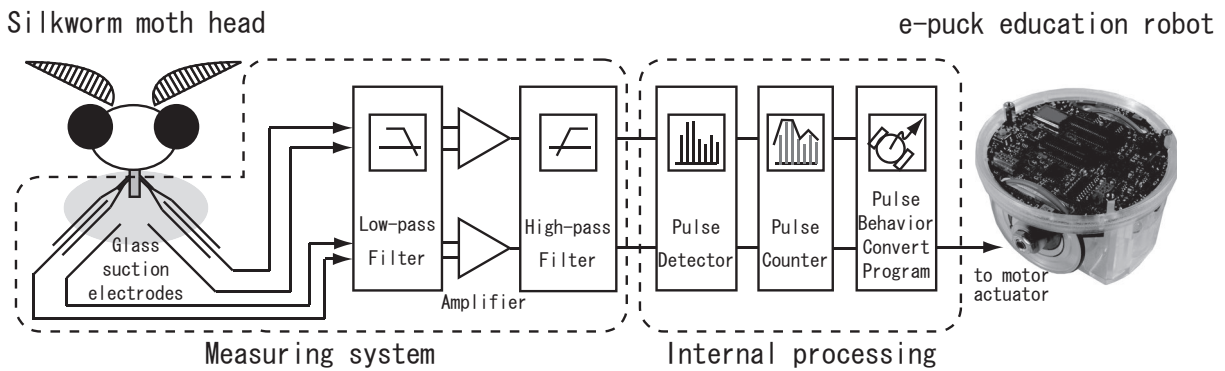 Silkworm moth head
e-puck education robot
Glass
suction
electrodes
Low-pass
Filter
Amplifier
High-pass
Filter
Pulse
Detector
Pulse
Counter
Pulse
Behavior
Convert
Program
to motor
actuator
Measuring system
Internal processing